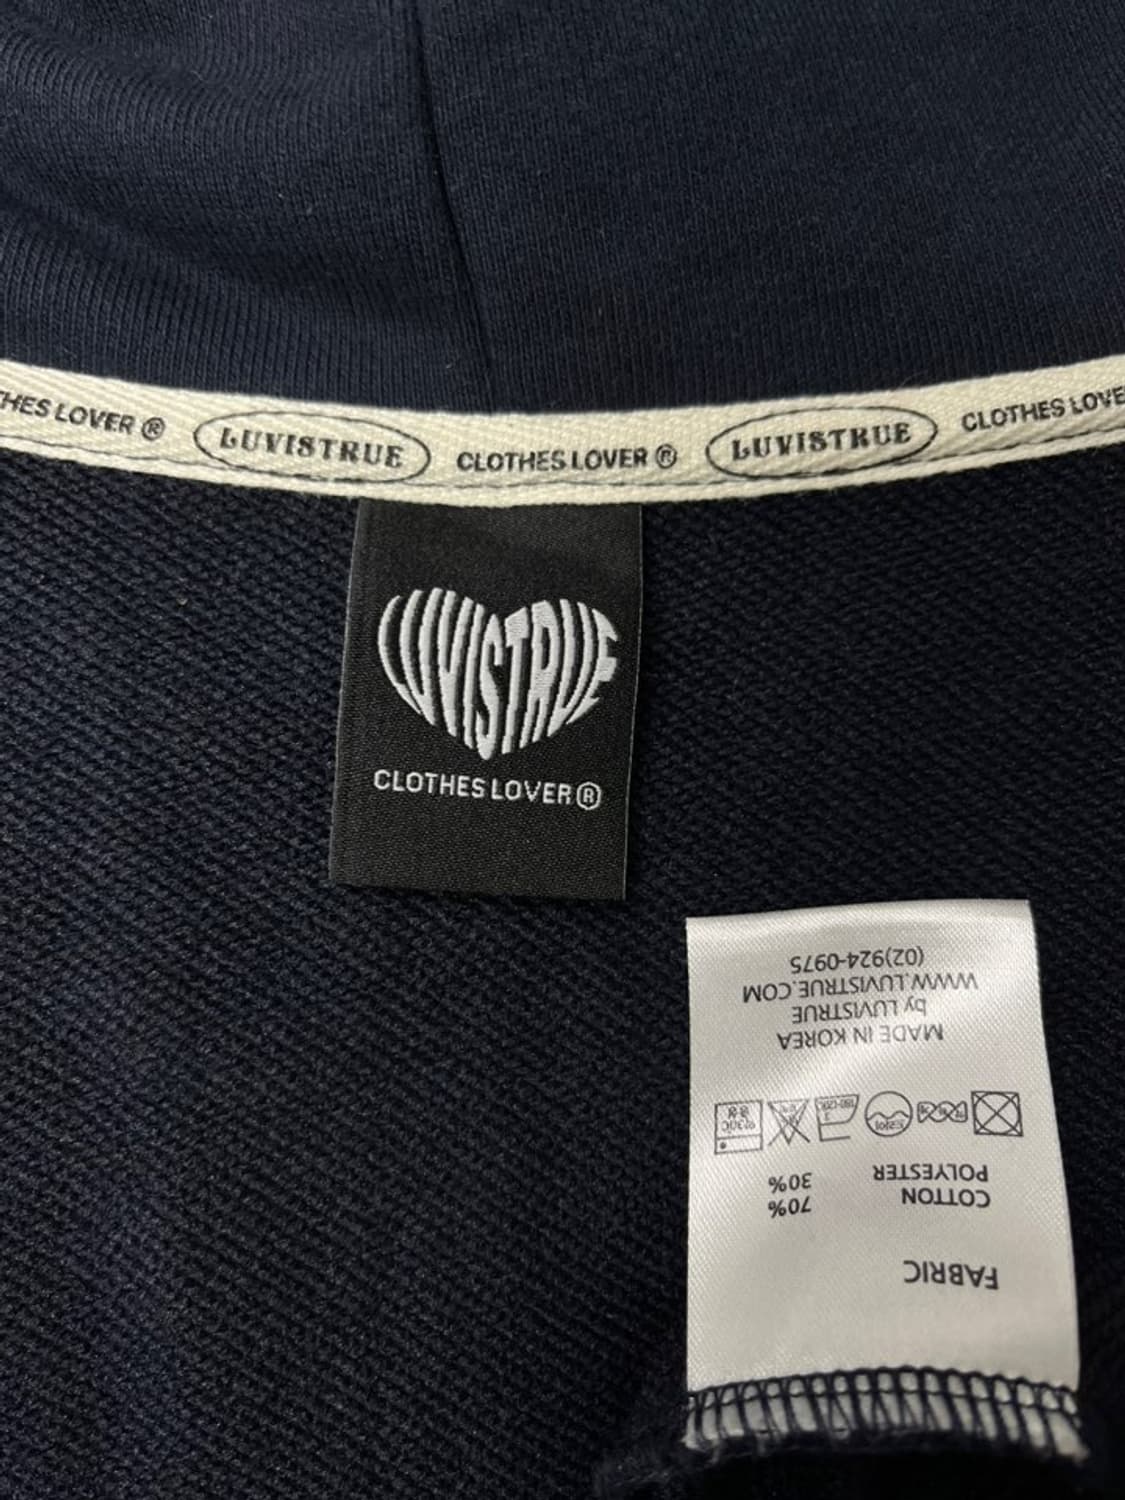 CLOTHES LOVER ® LUVISTRUE CLOTHES LOVER ® LUVISTRUE CLOTHES LOVE
LUVISTRUE
CLOTHES LOVER®
FABRIC
COTTON 70%
POLYESTER 30%
MADE IN KOREA
by LUVISTRUE
WWW.LUVISTRUE.COM
(02)924-0975